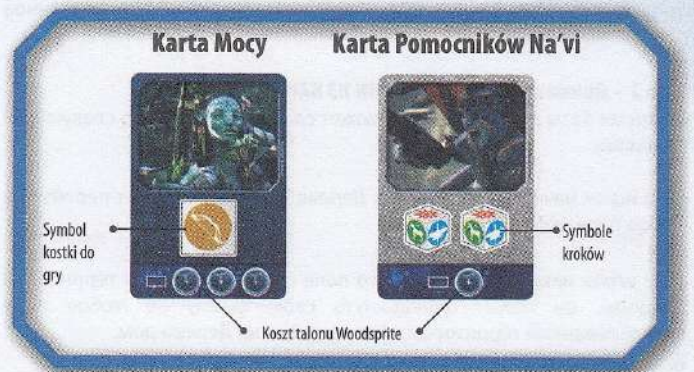 Karta Mocy
Karta Pomocników Na'vi
Symbol
kostki do
gry
Symbole
kroków
Koszt talonu Woodsprite